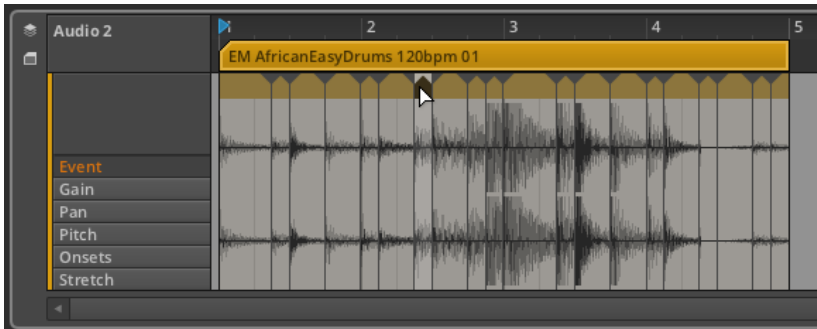 Audio 2
1 2 3 4 5
EM AfricanEasyDrums 120bpm 01
Event
Gain
Pan
Pitch
Onsets
Stretch